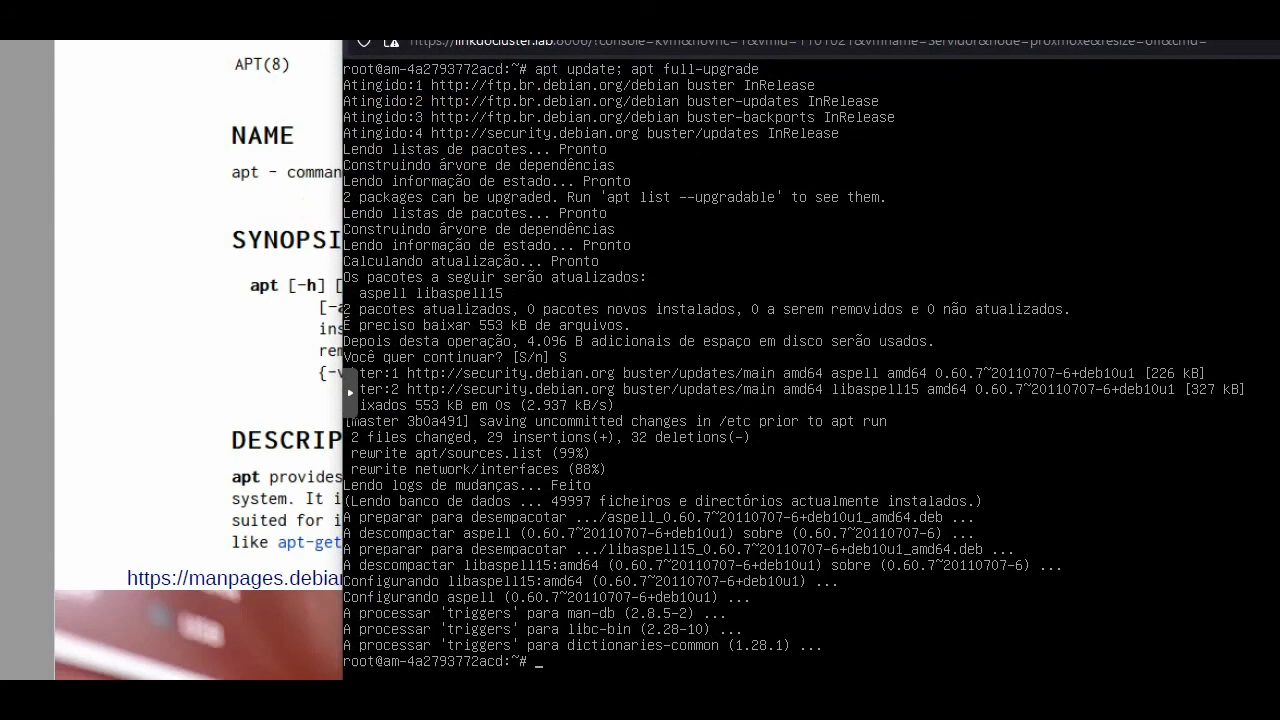 APT(8)
NAME
apt - comman
SYNOPSI
apt [-h] [
[-a
ins
rem
{-v
DESCRIP
apt provides
system. It i
suited for i
like apt-get
https://manpages.debian
root@am-4a2793772acd:~# apt update; apt full-upgrade
Atingido:1 http://ftp.br.debian.org/debian buster InRelease
Atingido:2 http://ftp.br.debian.org/debian buster-updates InRelease
Atingido:3 http://ftp.br.debian.org/debian buster-backports InRelease
Atingido:4 http://security.debian.org buster/updates InRelease
Lendo listas de pacotes... Pronto
Construindo árvore de dependências
Lendo informação de estado... Pronto
2 packages can be upgraded. Run 'apt list --upgradable' to see them.
Lendo listas de pacotes... Pronto
Construindo árvore de dependências
Lendo informação de estado... Pronto
Calculando atualização... Pronto
Os pacotes a seguir serão atualizados:
aspell libaspell15
2 pacotes atualizados, 0 pacotes novos instalados, 0 a serem removidos e 0 não atualizados.
É preciso baixar 553 kB de arquivos.
Depois desta operação, 4.096 B adicionais de espaço em disco serão usados.
Você quer continuar? [S/n] S
ter:1 http://security.debian.org buster/updates/main amd64 aspell amd64 0.60.7~20110707-6+deb10u1 [226 kB]
ter:2 http://security.debian.org buster/updates/main amd64 libaspell15 amd64 0.60.7~20110707-6+deb10u1 [327 kB]
ixados 553 kB em 0s (2.937 kB/s)
[master 3b0a491] saving uncommitted changes in /etc prior to apt run
2 files changed, 29 insertions(+), 32 deletions(-)
rewrite apt/sources.list (99%)
rewrite network/interfaces (88%)
Lendo logs de mudanças... Feito
(Lendo banco de dados ... 49997 ficheiros e directórios actualmente instalados.)
A preparar para desempacotar .../aspell_0.60.7~20110707-6+deb10u1_amd64.deb ...
A descompactar aspell (0.60.7~20110707-6+deb10u1) sobre (0.60.7~20110707-6) ...
A preparar para desempacotar .../libaspell15_0.60.7~20110707-6+deb10u1_amd64.deb ...
A descompactar libaspell15:amd64 (0.60.7~20110707-6+deb10u1) sobre (0.60.7~20110707-6) ...
Configurando libaspell15:amd64 (0.60.7~20110707-6+deb10u1) ...
Configurando aspell (0.60.7~20110707-6+deb10u1) ...
A processar 'triggers' para man-db (2.8.5-2) ...
A processar 'triggers' para libc-bin (2.28-10) ...
A processar 'triggers' para dictionaries-common (1.28.1) ...
root@am-4a2793772acd:~# _